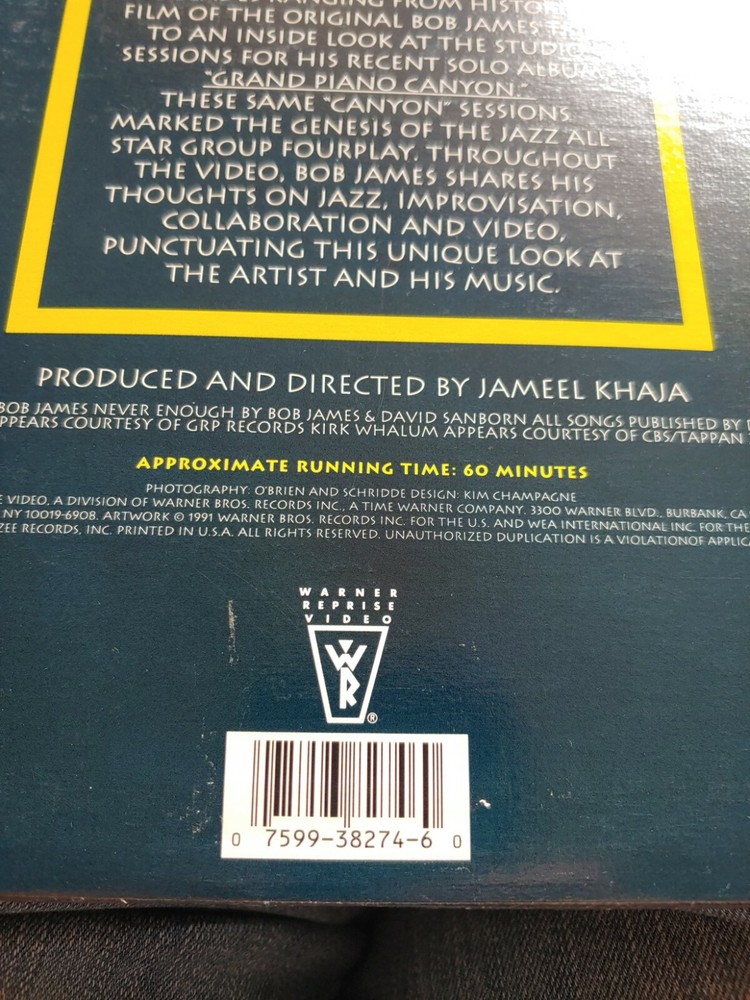 RANGING FROM HISTOR
FILM OF THE ORIGINAL BOB JAMES
TO AN INSIDE LOOK AT THE STUDIO
SESSIONS FOR HIS RECENT SOLO ALBUM,
"GRAND PIANO CANYON."
THESE SAME "CANYON" SESSIONS
MARKED THE GENESIS OF THE JAZZ ALL
STAR GROUP FOURPLAY. THROUGHOUT
THE VIDEO, BOB JAMES SHARES HIS
THOUGHTS ON JAZZ, IMPROVISATION,
COLLABORATION AND VIDEO,
PUNCTUATING THIS UNIQUE LOOK AT
THE ARTIST AND HIS MUSIC.
PRODUCED AND DIRECTED BY JAMEEL KHAJA
BOB JAMES NEVER ENOUGH BY BOB JAMES & DAVID SANBORN ALL SONGS PUBLISHED BY
PPEARS COURTESY OF GRP RECORDS KIRK WHALUM APPEARS COURTESY OF CBS/TAPPAN
APPROXIMATE RUNNING TIME: 60 MINUTES
PHOTOGRAPHY: O'BRIEN AND SCHRIDDE DESIGN: KIM CHAMPAGNE
E VIDEO, A DIVISION OF WARNER BROS. RECORDS INC., A TIME WARNER COMPANY. 3300 WARNER BLVD., BURBANK, CA
NY 10019-6908. ARTWORK © 1991 WARNER BROS. RECORDS INC. FOR THE U.S. AND WEA INTERNATIONAL INC. FOR THE
ZEE RECORDS, INC. PRINTED IN U.S.A. ALL RIGHTS RESERVED. UNAUTHORIZED DUPLICATION IS A VIOLATIONOF APPLIC
WARNER
REPRISE
VIDEO
WR®
0 7599-38274-6 0